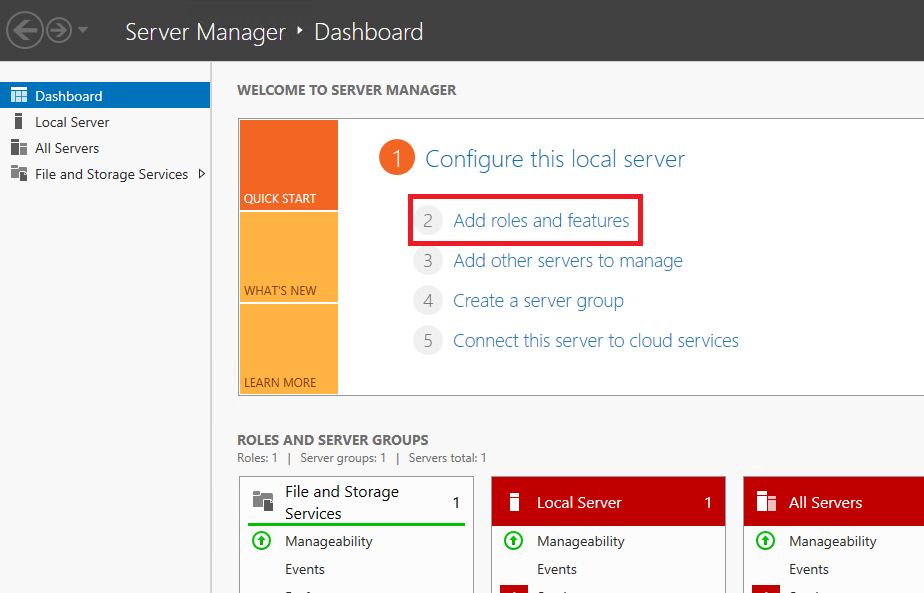 Server Manager ‣ Dashboard
Dashboard
Local Server
All Servers
File and Storage Services
WELCOME TO SERVER MANAGER
QUICK START
WHAT'S NEW
LEARN MORE
1 Configure this local server
2 Add roles and features
3 Add other servers to manage
4 Create a server group
5 Connect this server to cloud services
ROLES AND SERVER GROUPS
Roles: 1 | Server groups: 1 | Servers total: 1
File and Storage
Services 1
Manageability
Events
Local Server 1
Manageability
Events
All Servers
Manageability
Events